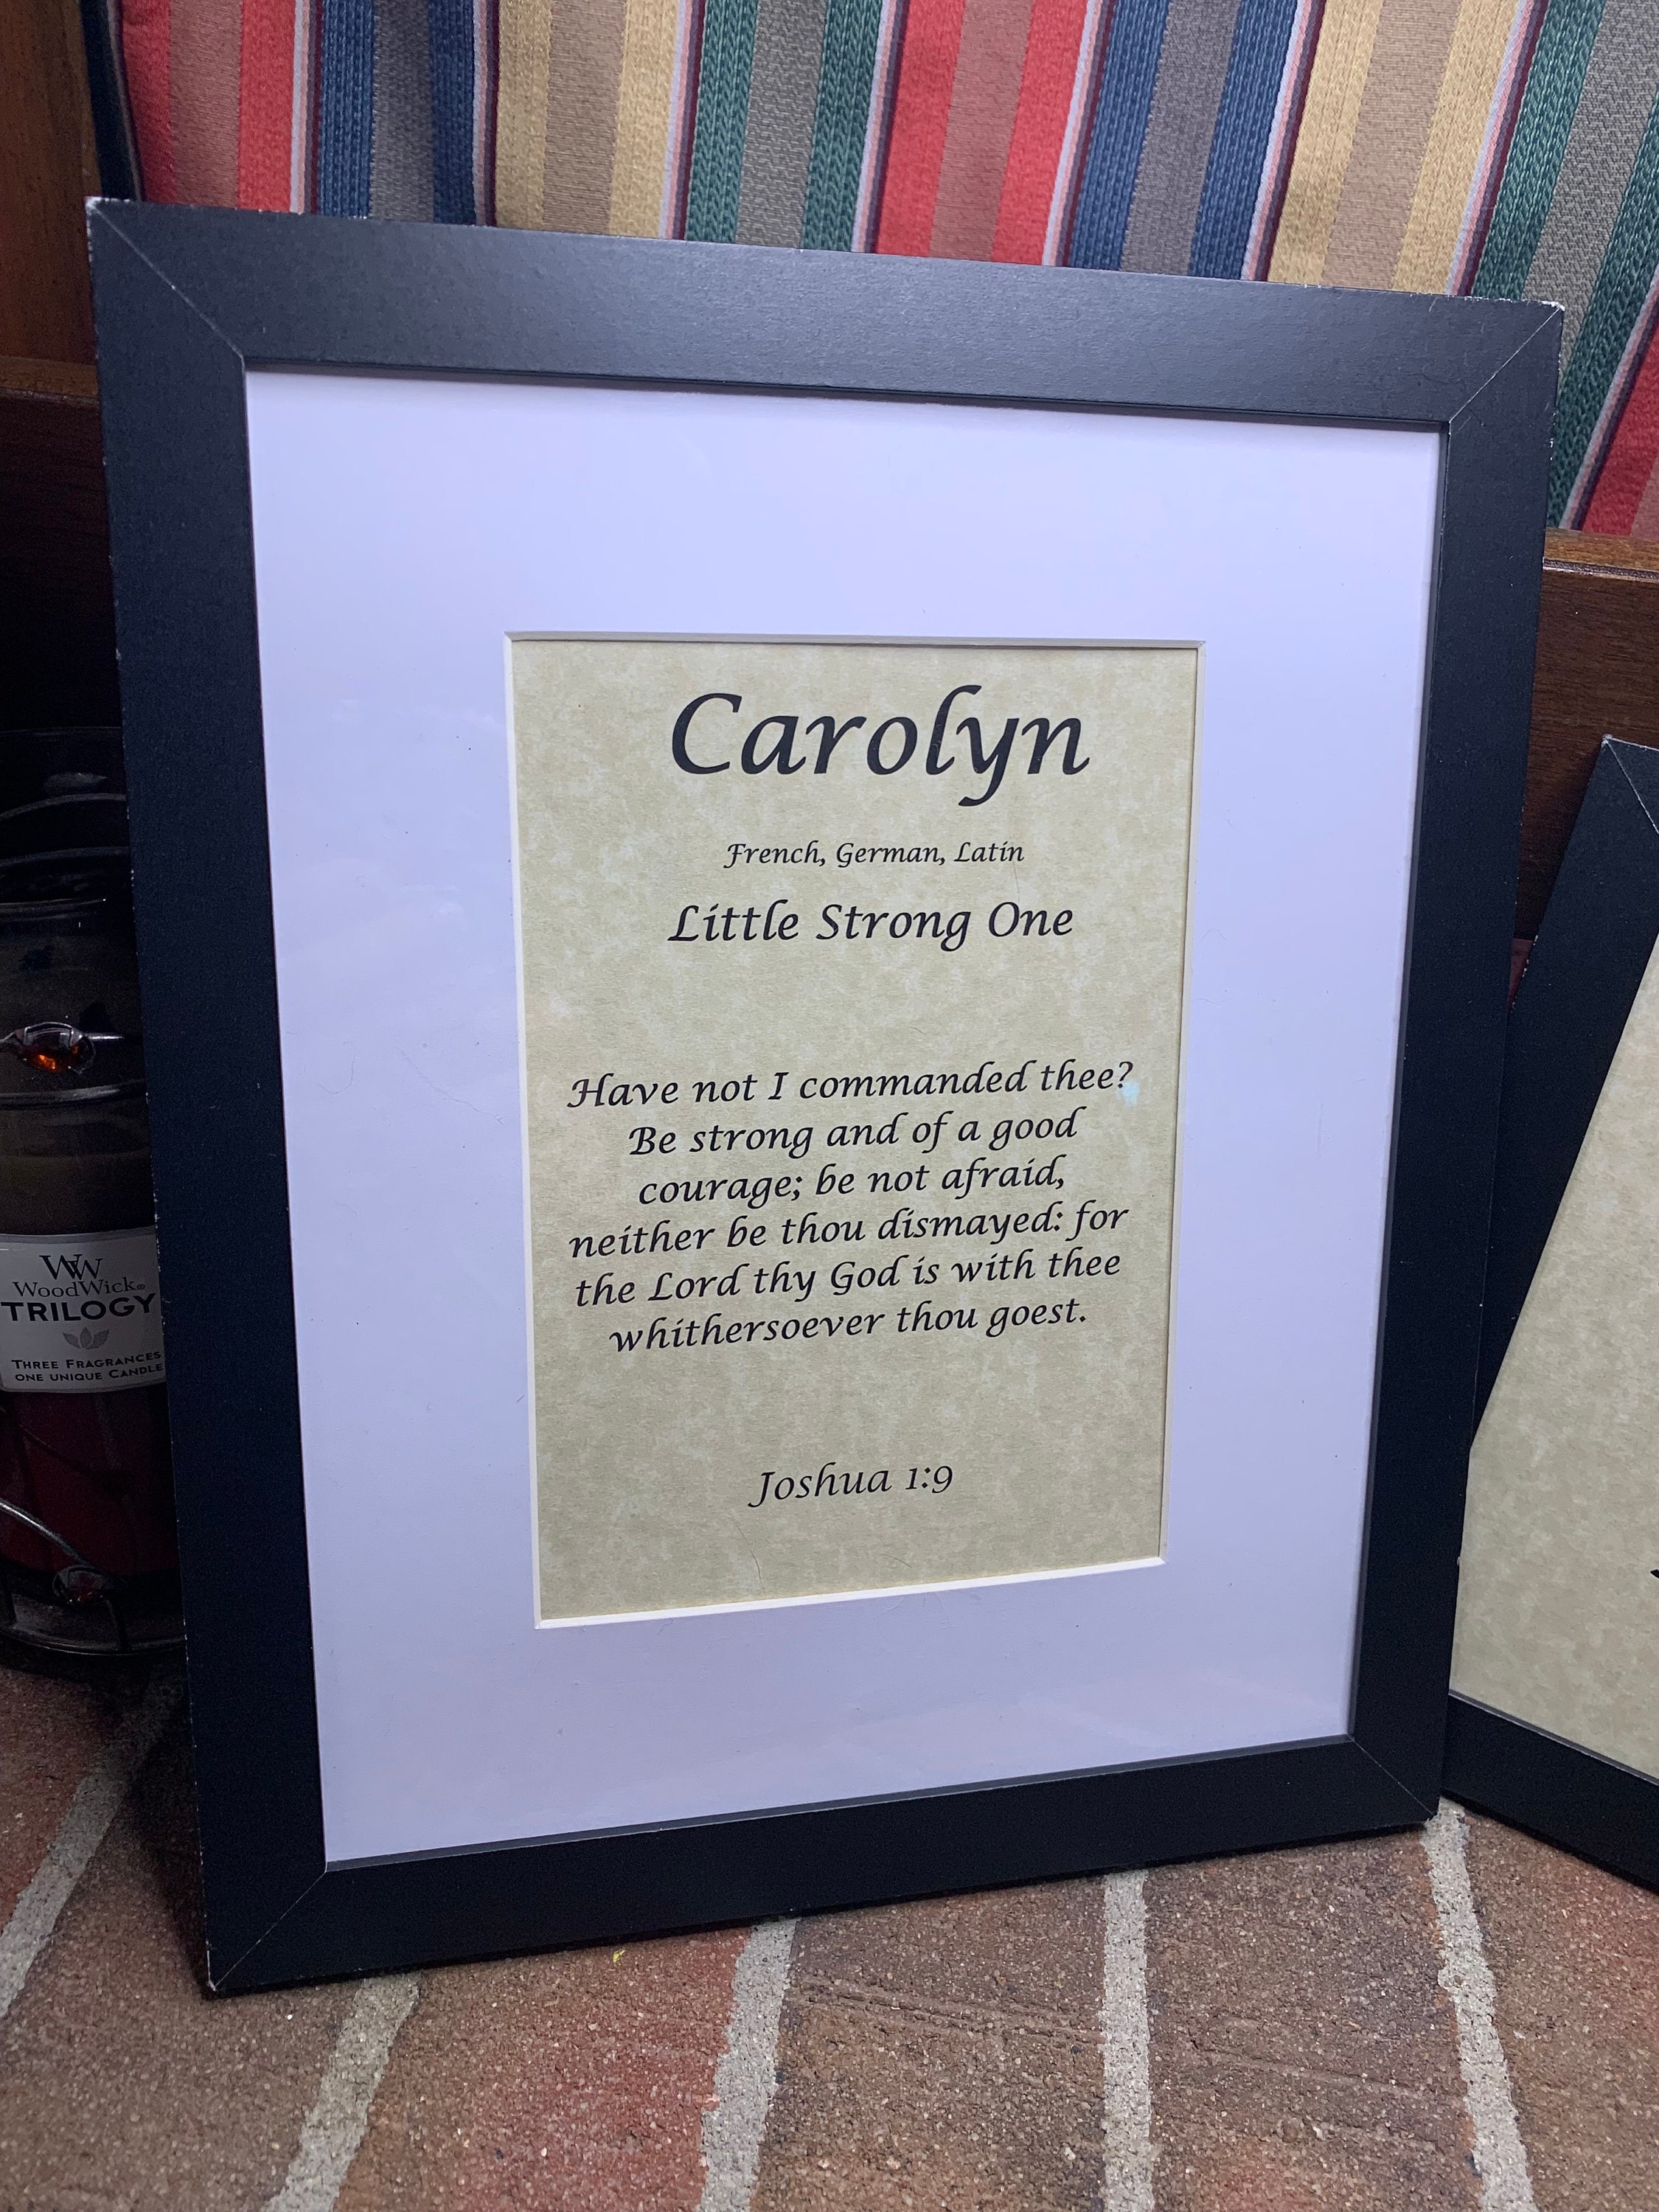 Carolyn
French, German, Latin
Little Strong One
Have not I commanded thee?
Be strong and of a good
courage; be not afraid,
neither be thou dismayed: for
the Lord thy God is with thee
whithersoever thou goest.
Joshua 1:9
WW
WoodWick®
TRILOGY
THREE FRAGRANCES
ONE UNIQUE CANDLE